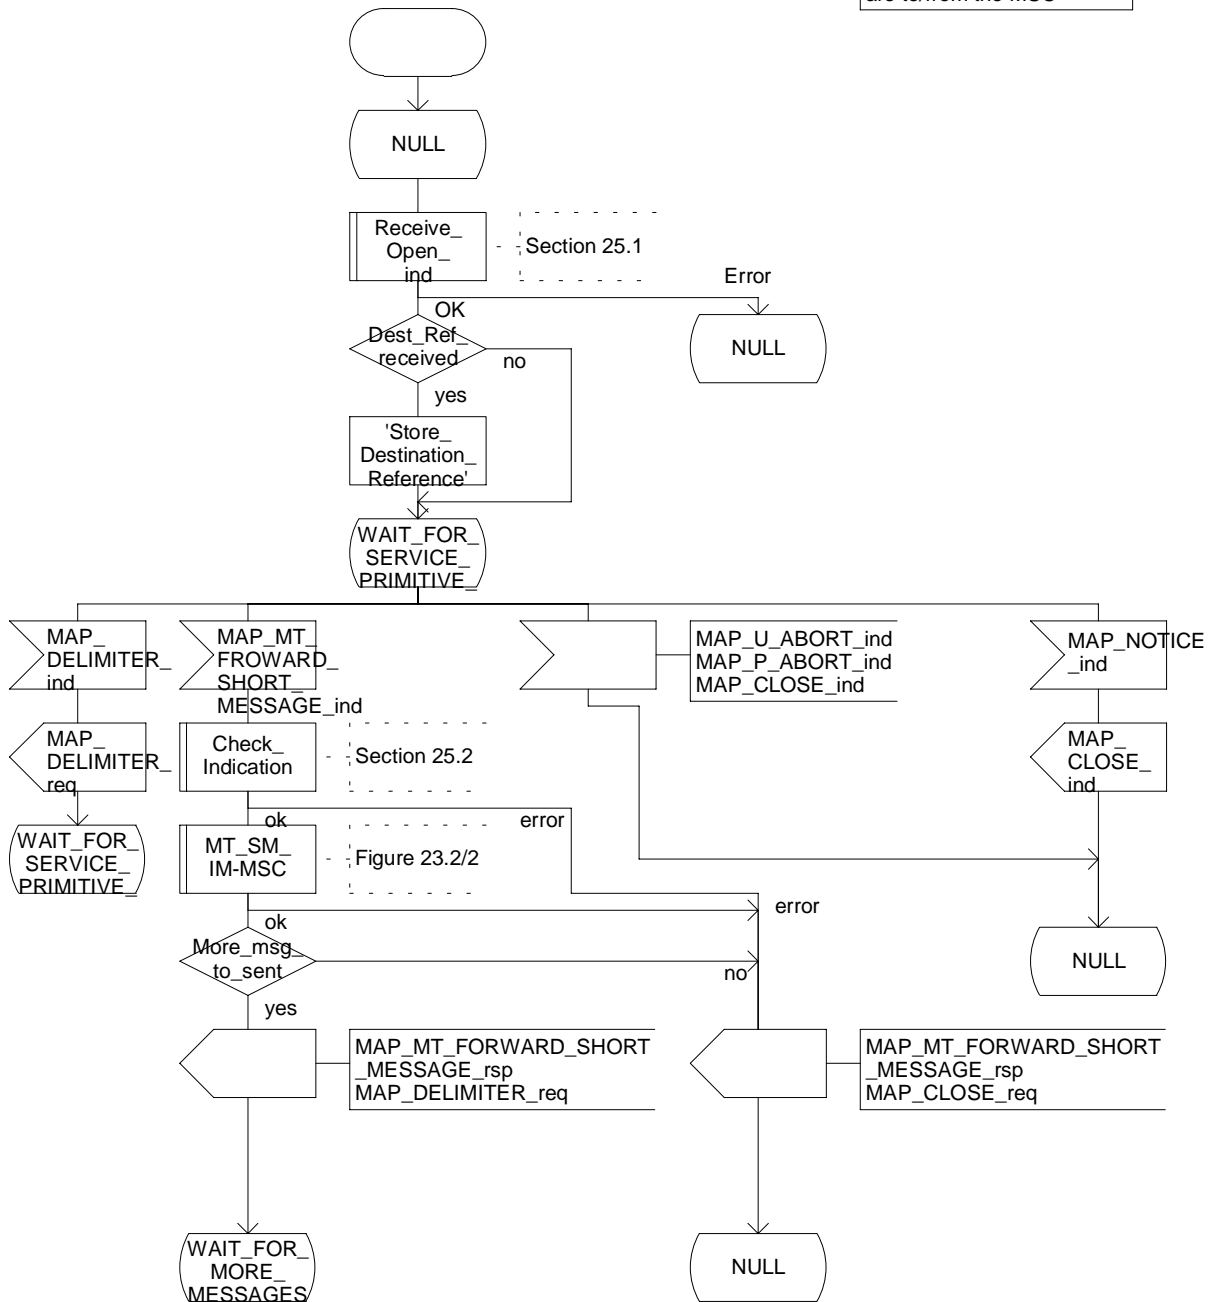 are to/from the MSC
NULL
Receive_
Open_
ind
Section 25.1
Error
OK
Dest_Ref_
received
no
NULL
yes
'Store_
Destination_
Reference'
WAIT_FOR_
SERVICE_
PRIMITIVE_
MAP_
DELIMITER_
ind
MAP_MT_
FROWARD_
SHORT_
MESSAGE_ind
MAP_U_ABORT_ind
MAP_P_ABORT_ind
MAP_CLOSE_ind
MAP_NOTICE
_ind
MAP_
DELIMITER_
req
Check_
Indication
Section 25.2
MAP_
CLOSE_
ind
ok
error
WAIT_FOR_
SERVICE_
PRIMITIVE_
MT_SM_
IM-MSC
Figure 23.2/2
ok
error
More_msg_
to_sent
no
NULL
yes
MAP_MT_FORWARD_SHORT
_MESSAGE_rsp
MAP_DELIMITER_req
MAP_MT_FORWARD_SHORT
_MESSAGE_rsp
MAP_CLOSE_req
WAIT_FOR_
MORE_
MESSAGES
NULL